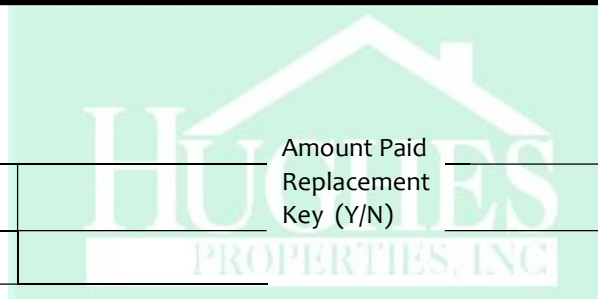 HUGHES
Amount Paid
Replacement
Key (Y/N)
PROPERTIES, INC